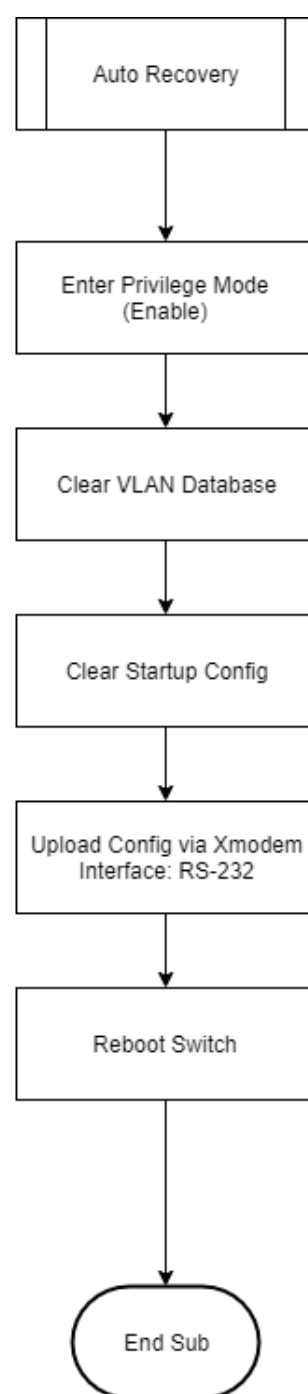 Auto Recovery
Enter Privilege Mode
(Enable)
Clear VLAN Database
Clear Startup Config
Upload Config via Xmodem
Interface: RS-232
Reboot Switch
End Sub